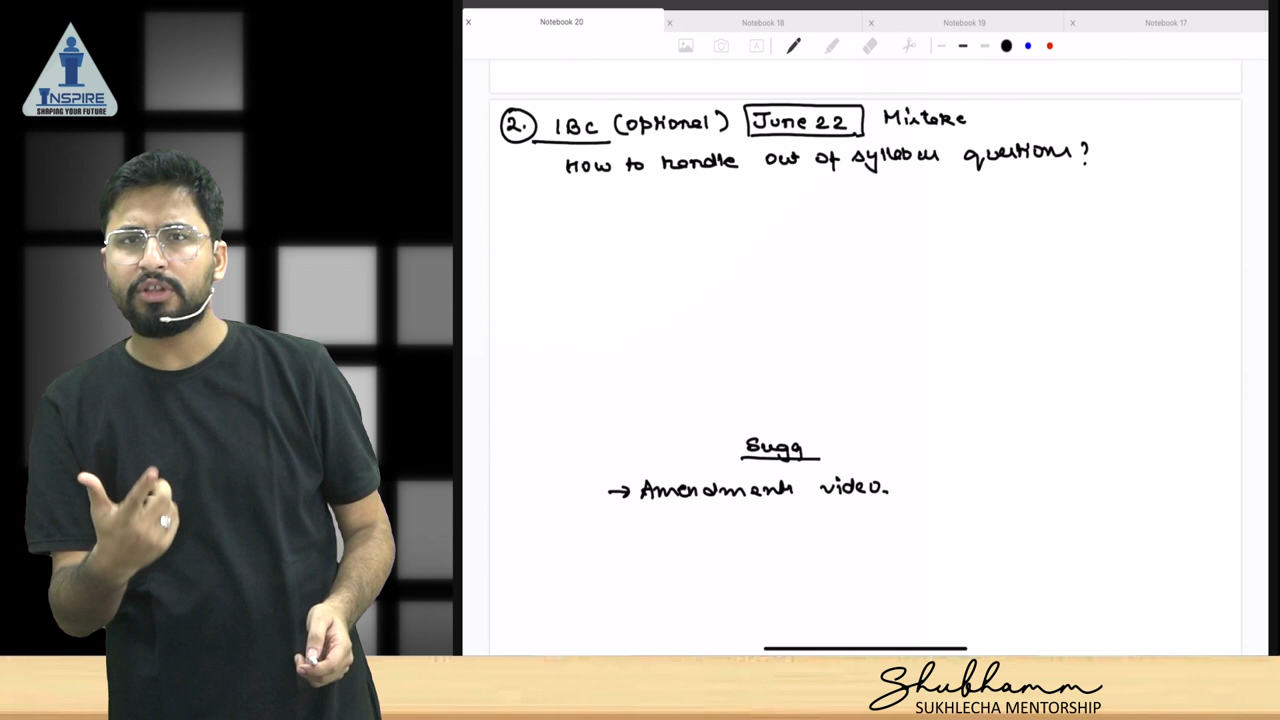 INSPIRE
SHAPING YOUR FUTURE
Notebook 20
Notebook 18
Notebook 19
Notebook 17
A
2. IBC (optional) June 22 Mistake
How to handle out of syllabus questions?
Sugg
→ Amendments video.
Shubhamm
SUKHLECHA MENTORSHIP